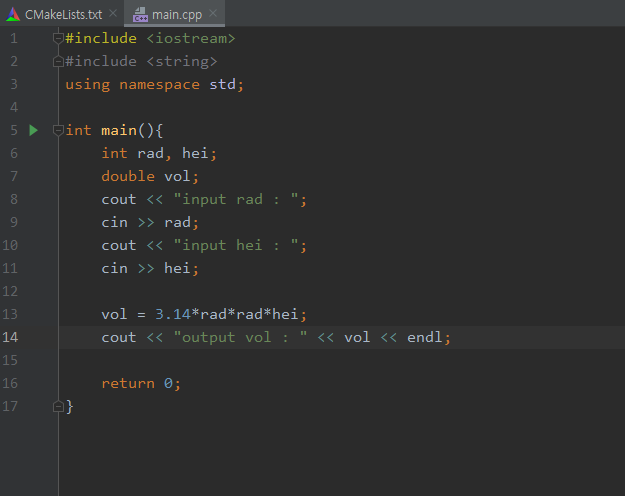 CMakeLists.txt × main.cpp ×
1 #include <iostream>
2 #include <string>
3 using namespace std;
4
5 int main(){
6     int rad, hei;
7     double vol;
8     cout << "input rad : ";
9     cin >> rad;
10     cout << "input hei : ";
11     cin >> hei;
12
13     vol = 3.14*rad*rad*hei;
14     cout << "output vol : " << vol << endl;
15
16     return 0;
17 }